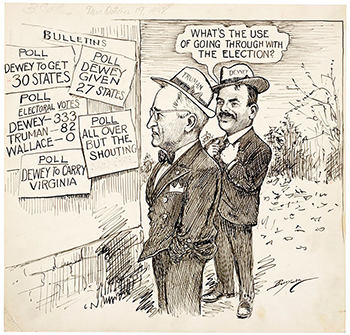 BULLETINS
POLL
DEWEY TO GET
30 STATES
POLL
DEWEY
GIVEN
27 STATES
POLL
ELECTORAL VOTES
DEWEY-333
TRUMAN-82
WALLACE-0
POLL
ALL OVER
BUT THE
SHOUTING
POLL
DEWEY TO CARRY
VIRGINIA
WHAT'S THE USE
OF GOING THROUGH WITH
THE ELECTION?
TRUMAN
DEWEY
BERRYMAN